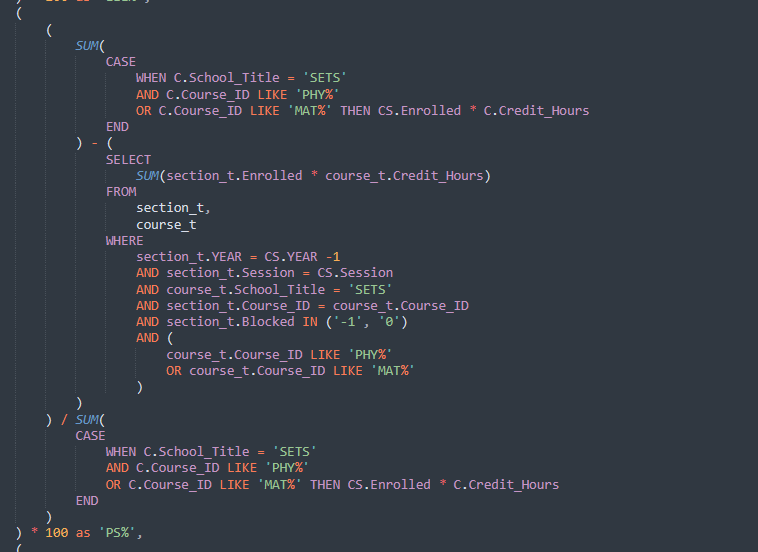 ) * 100 as 'SELS%',
(
(
SUM(
CASE
WHEN C.School_Title = 'SETS'
AND C.Course_ID LIKE 'PHY%'
OR C.Course_ID LIKE 'MAT%' THEN CS.Enrolled * C.Credit_Hours
END
) - (
SELECT
SUM(section_t.Enrolled * course_t.Credit_Hours)
FROM
section_t,
course_t
WHERE
section_t.YEAR = CS.YEAR -1
AND section_t.Session = CS.Session
AND course_t.School_Title = 'SETS'
AND section_t.Course_ID = course_t.Course_ID
AND section_t.Blocked IN ('-1', '0')
AND (
course_t.Course_ID LIKE 'PHY%'
OR course_t.Course_ID LIKE 'MAT%'
)
)
) / SUM(
CASE
WHEN C.School_Title = 'SETS'
AND C.Course_ID LIKE 'PHY%'
OR C.Course_ID LIKE 'MAT%' THEN CS.Enrolled * C.Credit_Hours
END
)
) * 100 as 'PS%',
(